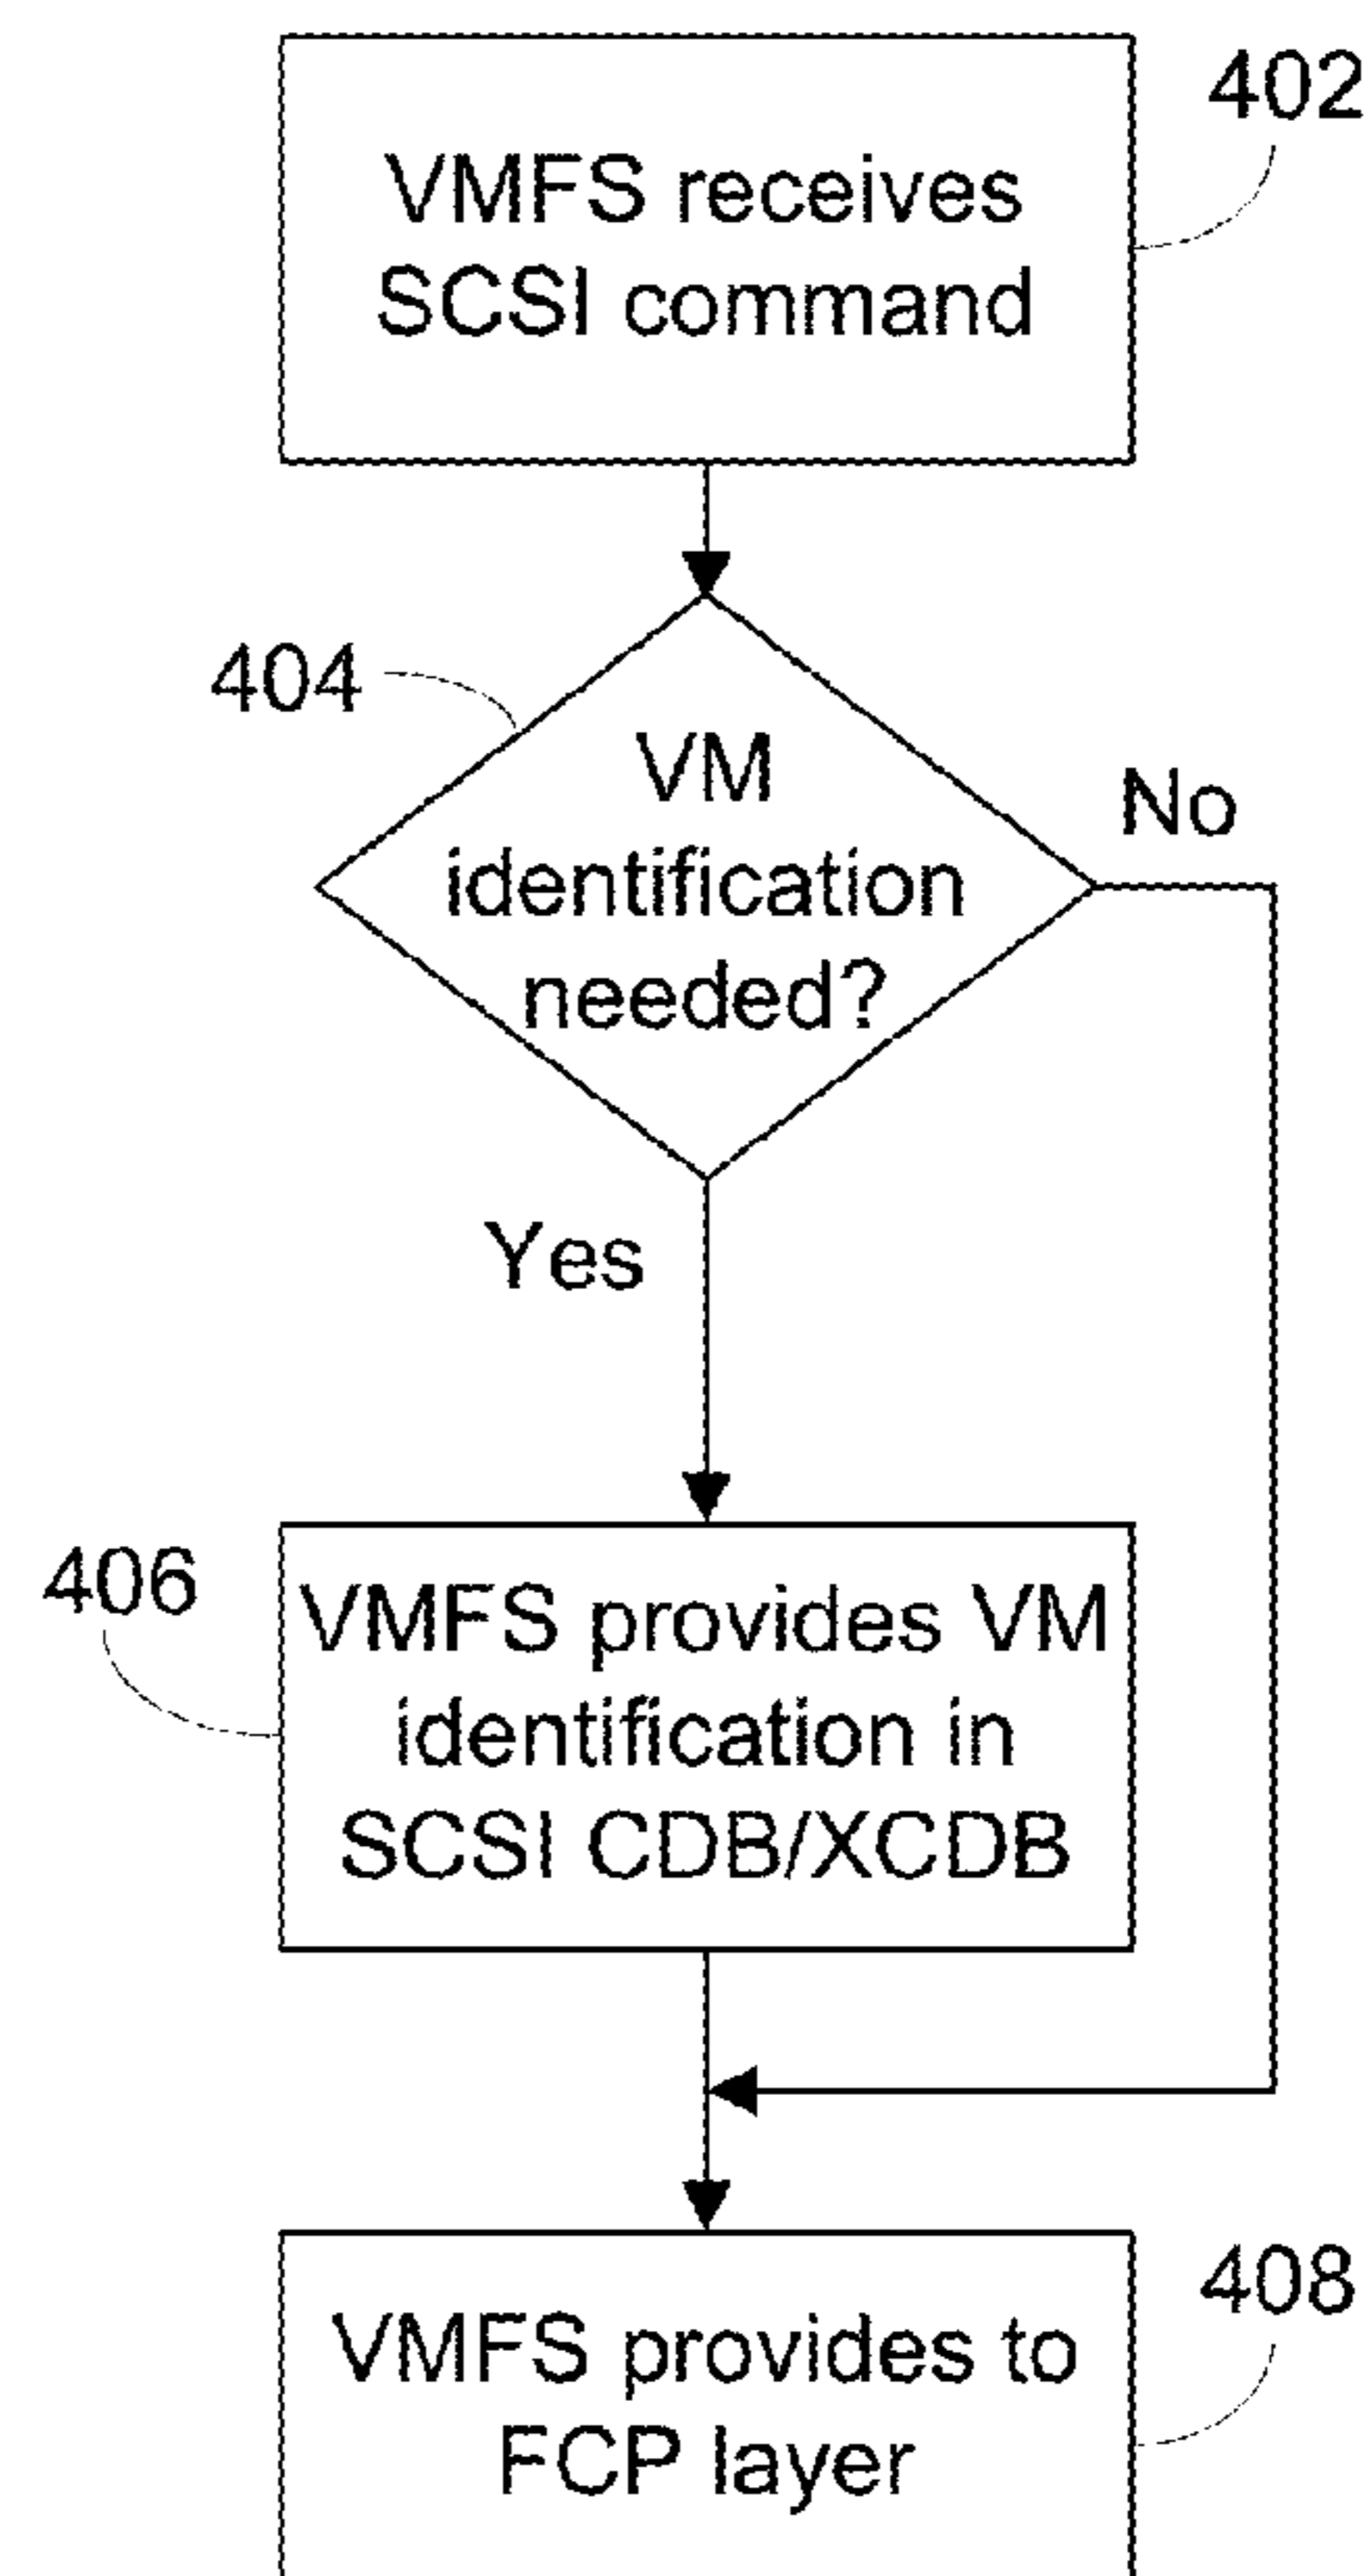 402
VMFS receives
SCSI command
404
VM
identification
needed?
No
Yes
406
VMFS provides VM
identification in
SCSI CDB/XCDB
408
VMFS provides to
FCP layer